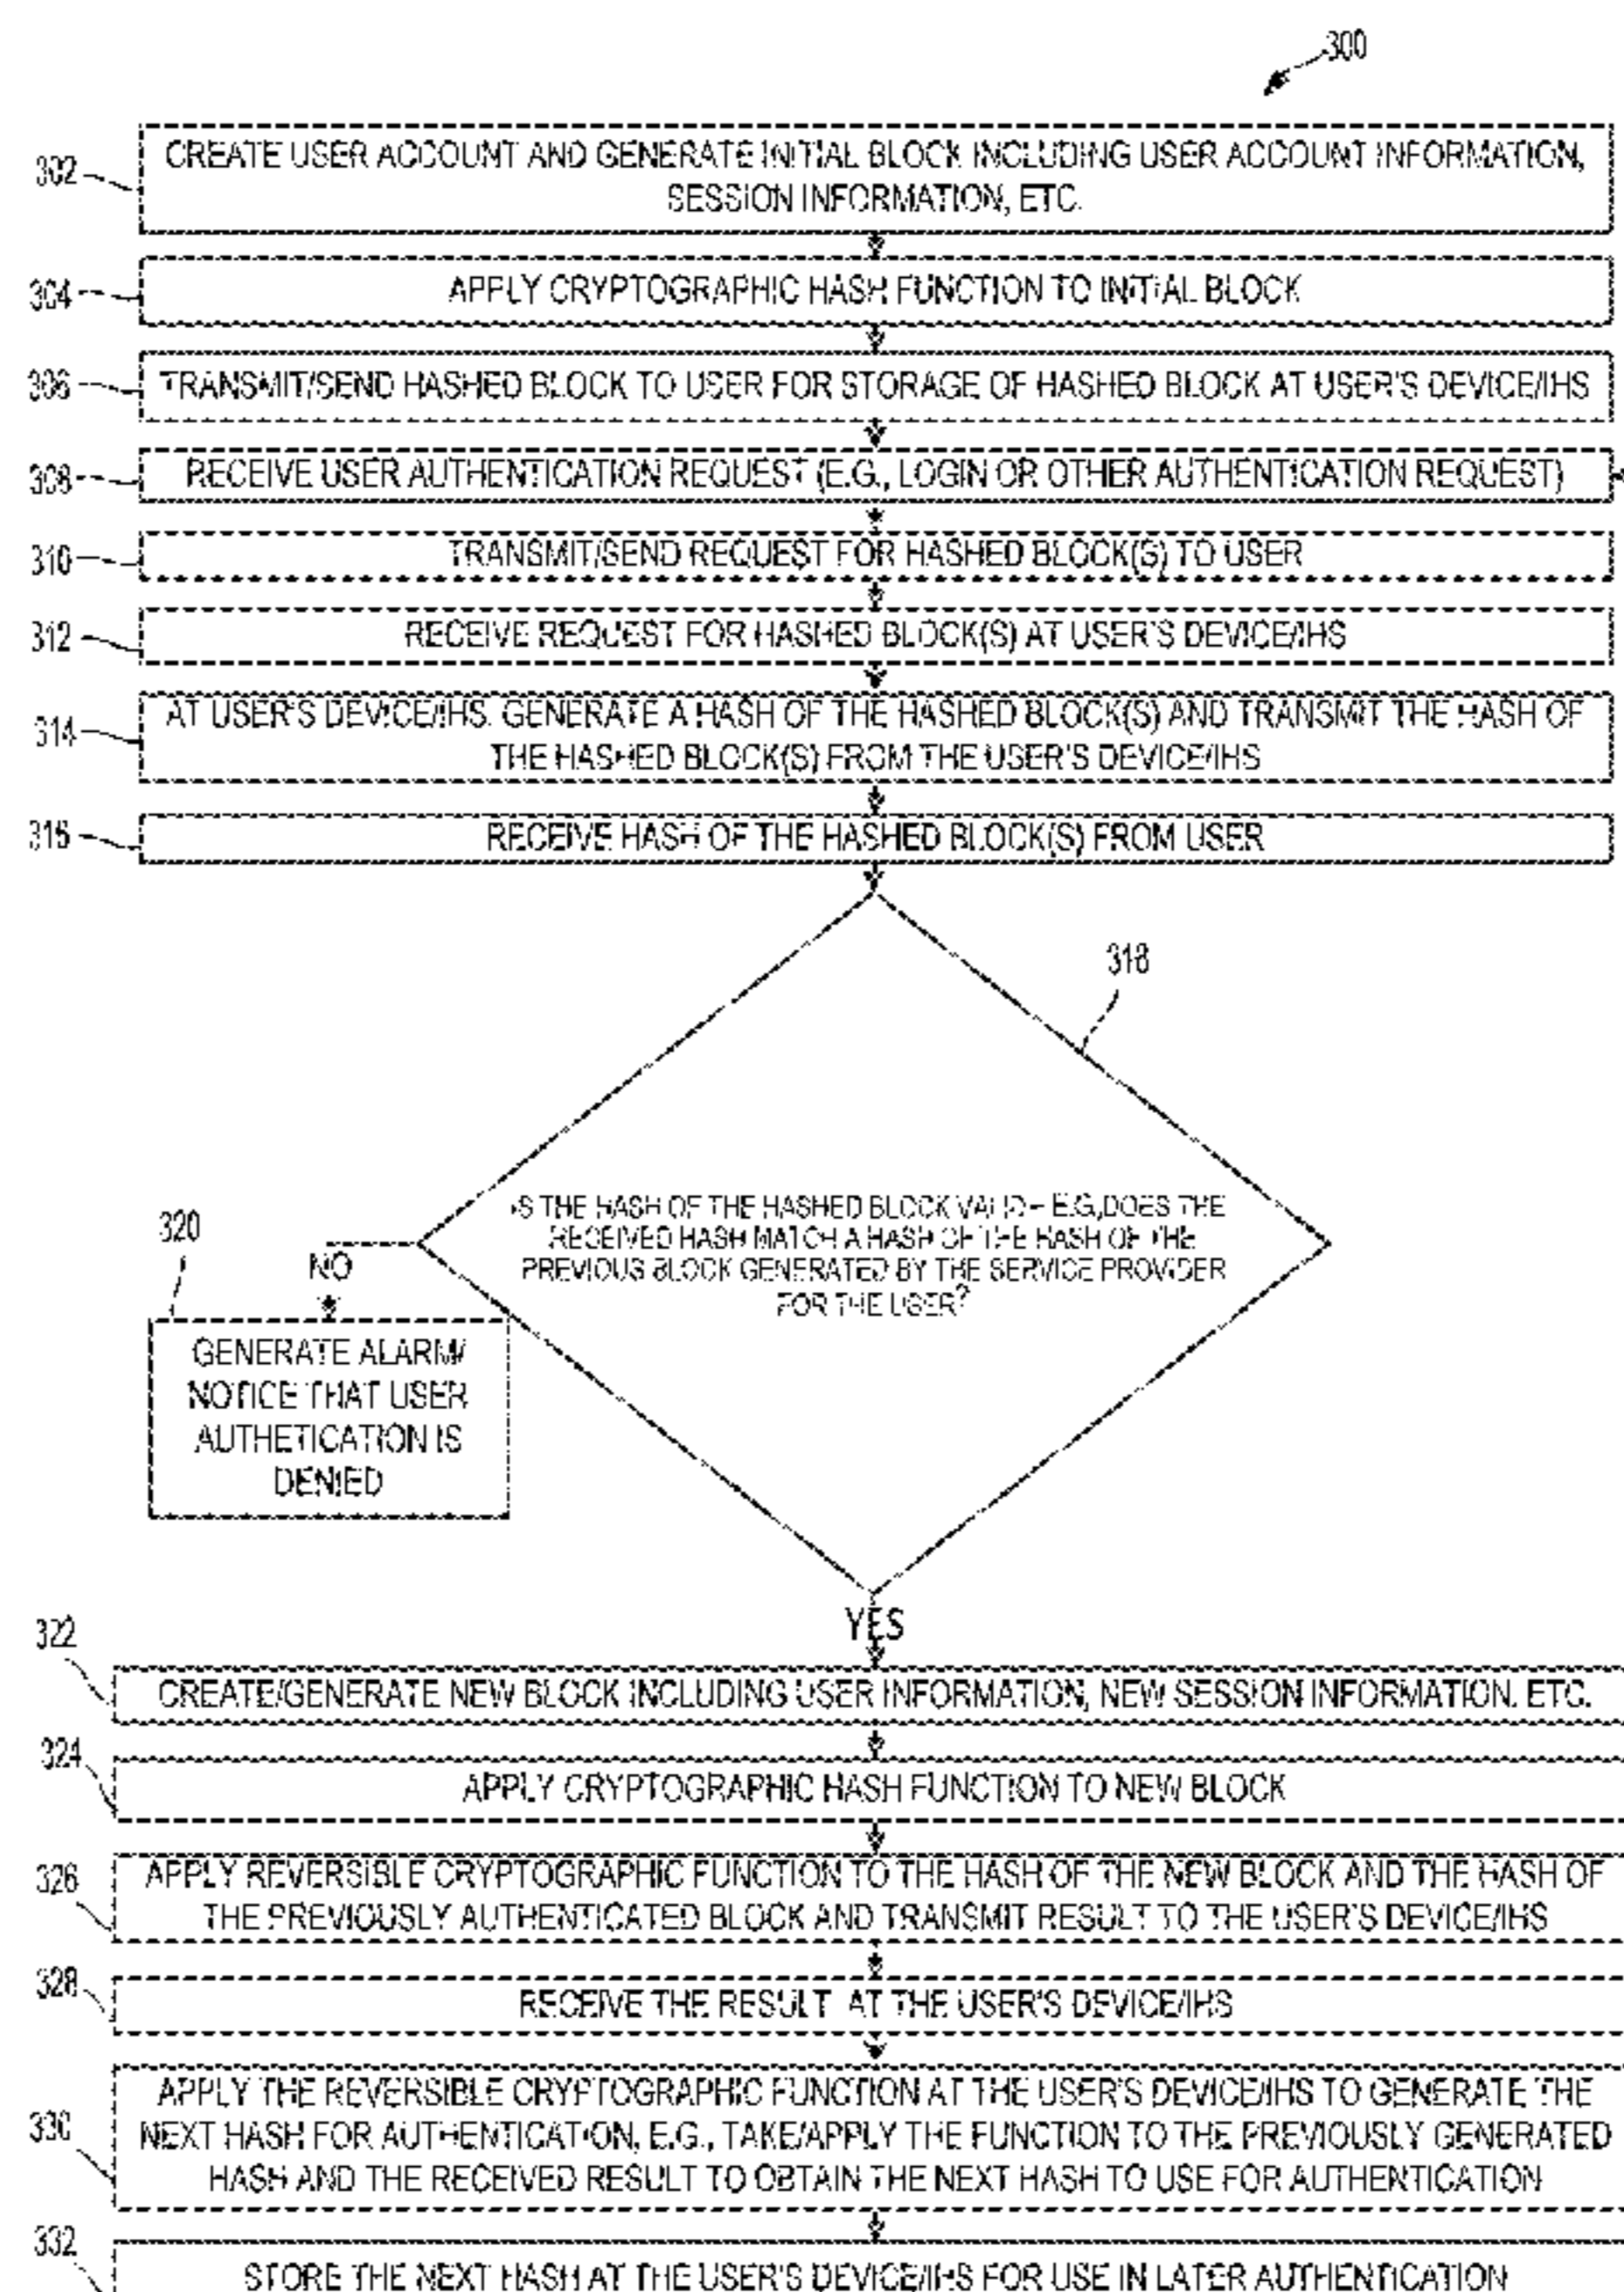 300
302
CREATE USER ACCOUNT AND GENERATE INITIAL BLOCK INCLUDING USER ACCOUNT INFORMATION,
SESSION INFORMATION, ETC.
304
APPLY CRYPTOGRAPHIC HASH FUNCTION TO INITIAL BLOCK
306
TRANSMIT/SEND HASHED BLOCK TO USER FOR STORAGE OF HASHED BLOCK AT USER'S DEVICE/IHS
308
RECEIVE USER AUTHENTICATION REQUEST (E.G., LOGIN OR OTHER AUTHENTICATION REQUEST)
310
TRANSMIT/SEND REQUEST FOR HASHED BLOCK(S) TO USER
312
RECEIVE REQUEST FOR HASHED BLOCK(S) AT USER'S DEVICE/IHS
314
AT USER'S DEVICE/IHS, GENERATE A HASH OF THE HASHED BLOCK(S) AND TRANSMIT THE HASH OF
THE HASHED BLOCK(S) FROM THE USER'S DEVICE/IHS
316
RECEIVE HASH OF THE HASHED BLOCK(S) FROM USER
318
IS THE HASH OF THE HASHED BLOCK VALID – E.G., DOES THE
RECEIVED HASH MATCH A HASH OF THE HASH OF THE
PREVIOUS BLOCK GENERATED BY THE SERVICE PROVIDER
FOR THE USER?
320
NO
GENERATE ALARM/
NOTICE THAT USER
AUTHETICATION IS
DENIED
YES
322
CREATE/GENERATE NEW BLOCK INCLUDING USER INFORMATION, NEW SESSION INFORMATION, ETC.
324
APPLY CRYPTOGRAPHIC HASH FUNCTION TO NEW BLOCK
326
APPLY REVERSIBLE CRYPTOGRAPHIC FUNCTION TO THE HASH OF THE NEW BLOCK AND THE HASH OF
THE PREVIOUSLY AUTHENTICATED BLOCK AND TRANSMIT RESULT TO THE USER'S DEVICE/IHS
328
RECEIVE THE RESULT AT THE USER'S DEVICE/IHS
330
APPLY THE REVERSIBLE CRYPTOGRAPHIC FUNCTION AT THE USER'S DEVICE/IHS TO GENERATE THE
NEXT HASH FOR AUTHENTICATION, E.G., TAKE/APPLY THE FUNCTION TO THE PREVIOUSLY GENERATED
HASH AND THE RECEIVED RESULT TO OBTAIN THE NEXT HASH TO USE FOR AUTHENTICATION
332
STORE THE NEXT HASH AT THE USER'S DEVICE/IHS FOR USE IN LATER AUTHENTICATION